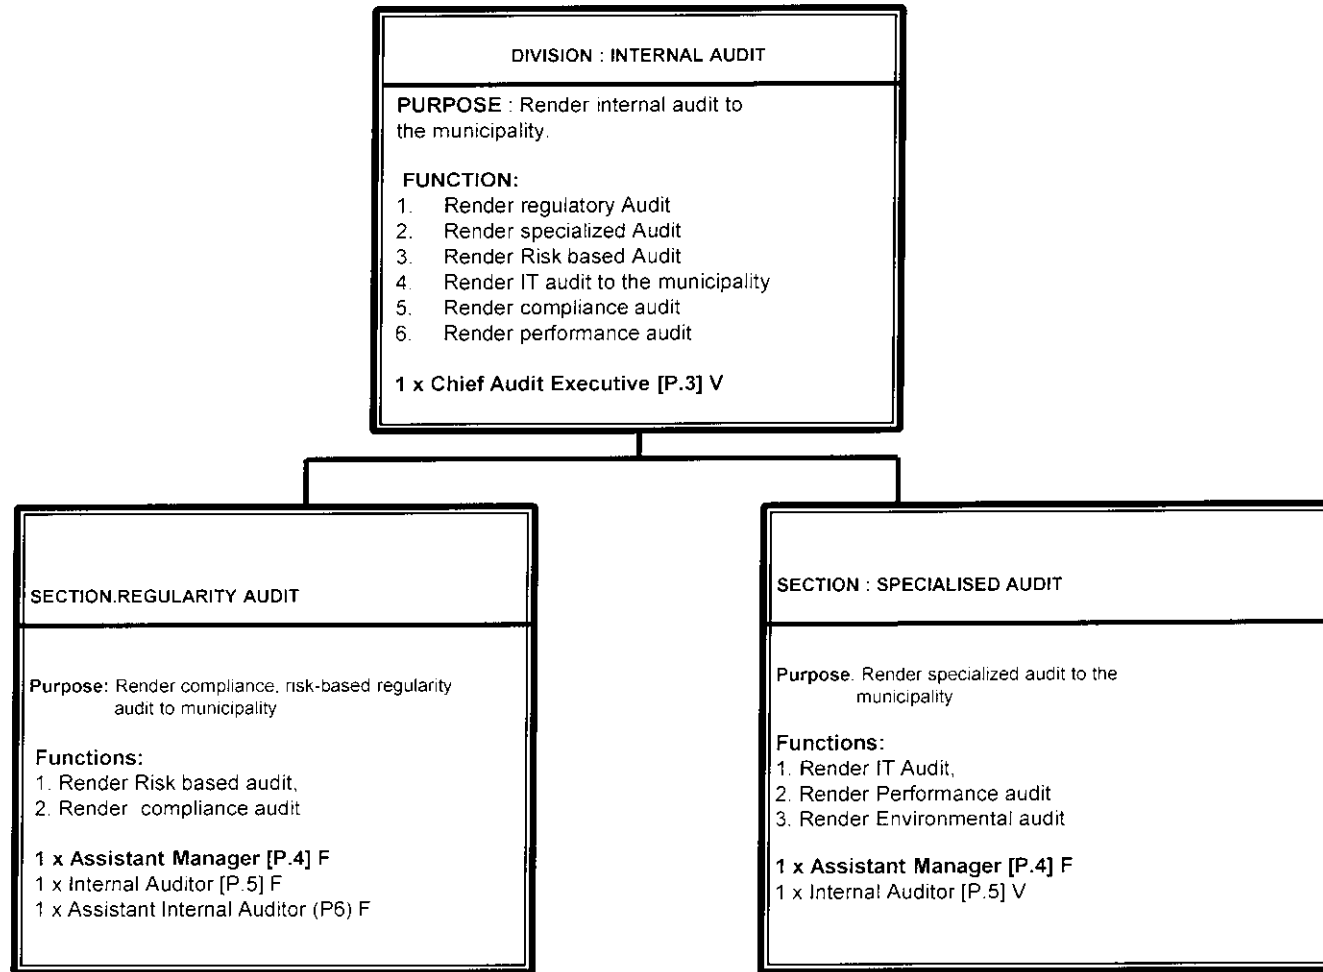 DIVISION : INTERNAL AUDIT
PURPOSE : Render internal audit to
the municipality.
FUNCTION:
1. Render regulatory Audit
2. Render specialized Audit
3. Render Risk based Audit
4. Render IT audit to the municipality
5. Render compliance audit
6. Render performance audit
1 x Chief Audit Executive [P.3] V
SECTION.REGULARITY AUDIT
Purpose: Render compliance, risk-based regularity
audit to municipality
Functions:
1. Render Risk based audit,
2. Render compliance audit
1 x Assistant Manager [P.4] F
1 x Internal Auditor [P.5] F
1 x Assistant Internal Auditor (P6) F
SECTION : SPECIALISED AUDIT
Purpose. Render specialized audit to the
municipality
Functions:
1. Render IT Audit,
2. Render Performance audit
3. Render Environmental audit
1 x Assistant Manager [P.4] F
1 x Internal Auditor [P.5] V